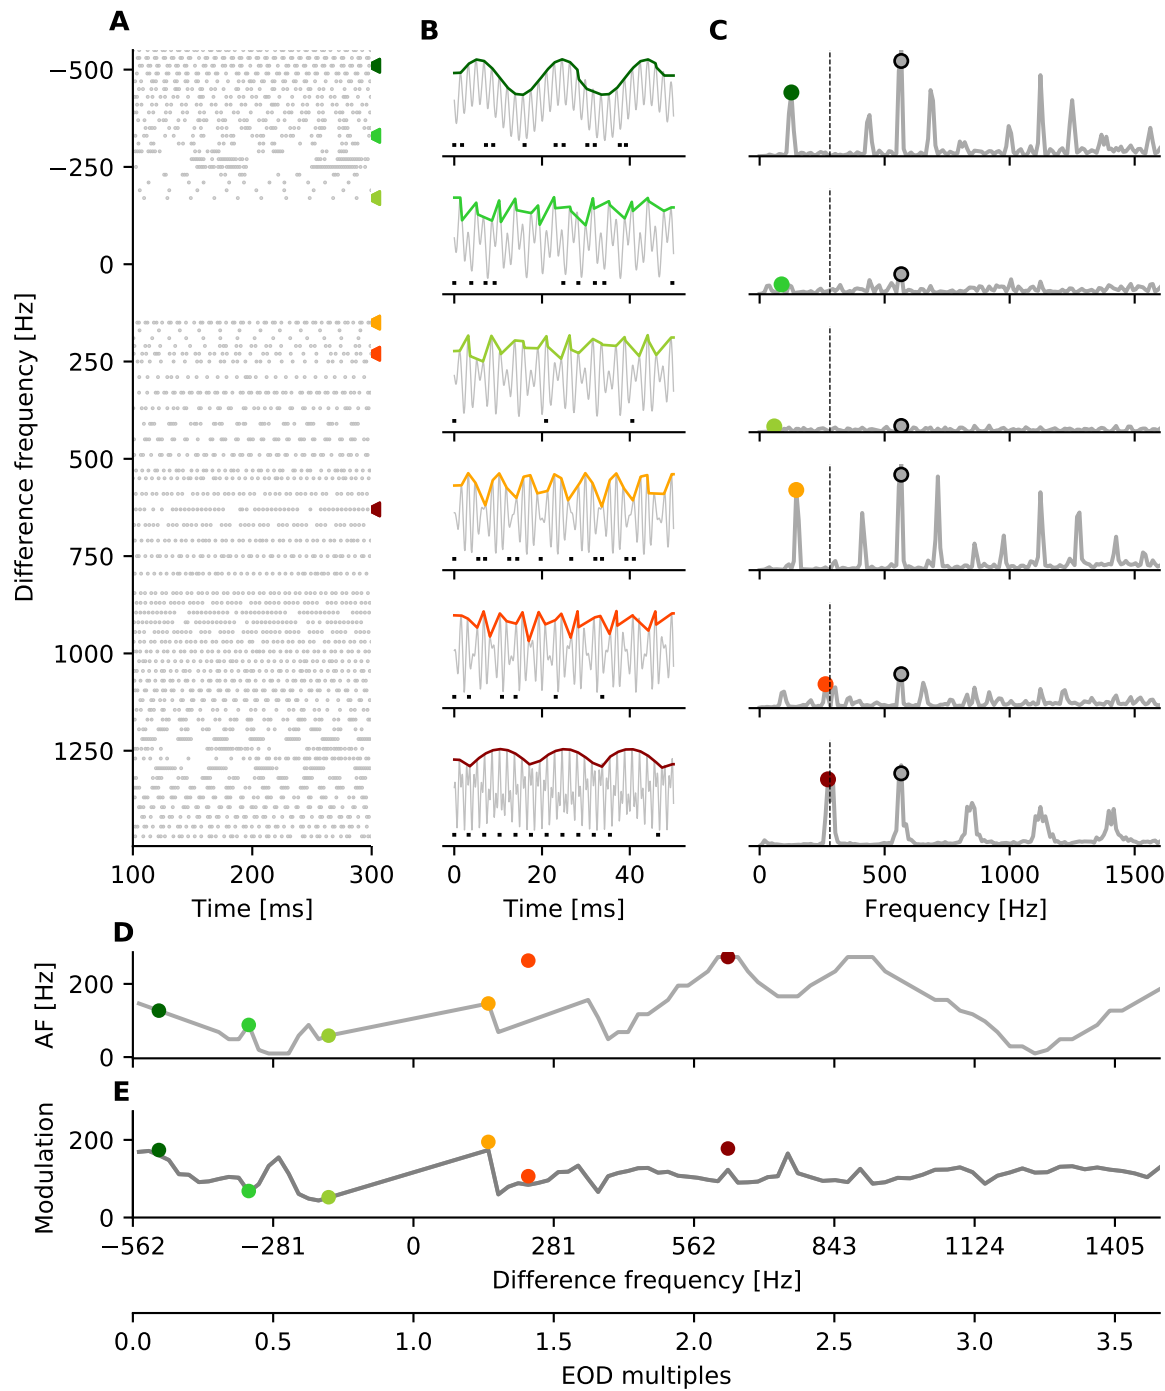 A
B
C
Difference frequency [Hz]
−500
−250
0
250
500
750
1000
1250
100
200
300
Time [ms]
0
20
40
Time [ms]
0
500
1000
1500
Frequency [Hz]
D
AF [Hz]
200
0
E
Modulation
200
0
−562
−281
0
281
562
843
1124
1405
Difference frequency [Hz]
0.0
0.5
1.0
1.5
2.0
2.5
3.0
3.5
EOD multiples